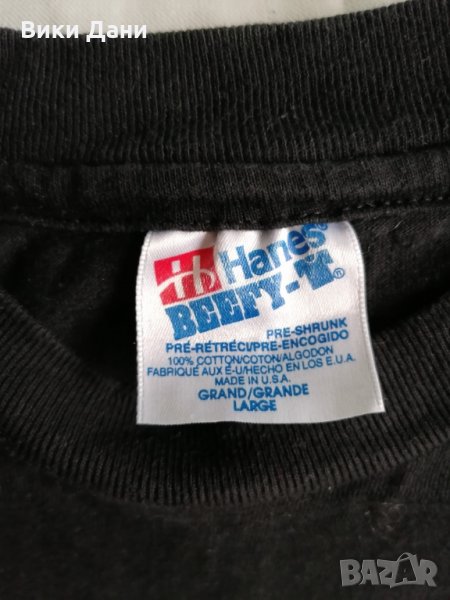 Вики Дани
Hanes®
BEEFY-T®
PRE-SHRUNK
PRÉ-RÉTRÉCI/PRE-ENCOGIDO
100% COTTON/COTON/ALGODON
FABRIQUÉ AUX É-U/HECHO EN LOS E.U.A.
MADE IN U.S.A.
GRAND/GRANDE
LARGE
BAZAR